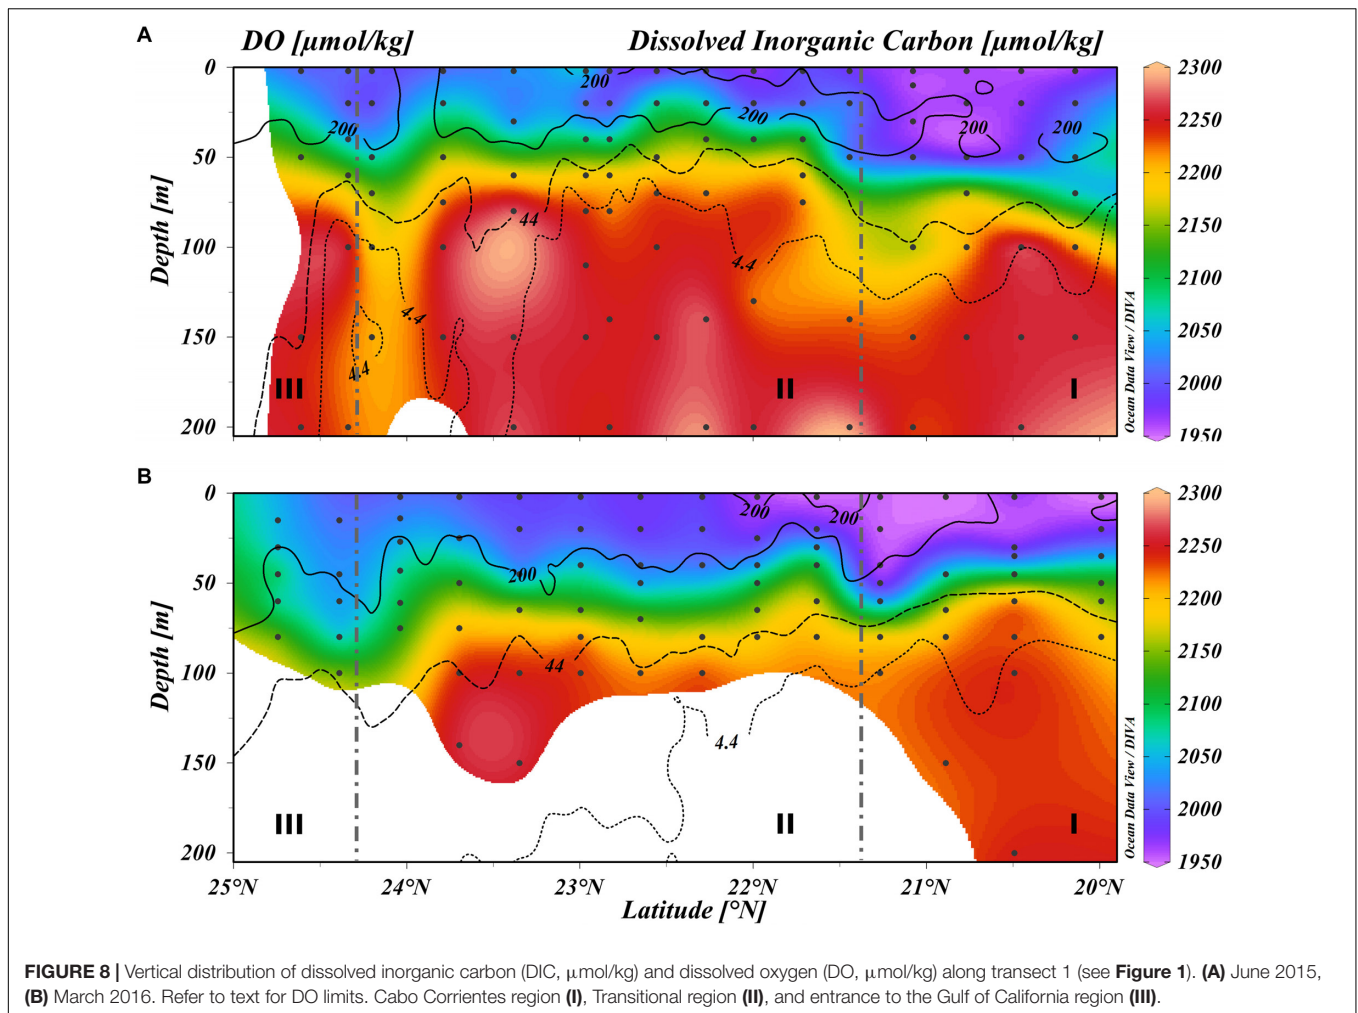 A
DO [µmol/kg]
Dissolved Inorganic Carbon [µmol/kg]
0
50
100
150
200
Depth [m]
200
200
200
200
200
44
4.4
4.4
4.4
III
II
I
2300
2250
2200
2150
2100
2050
2000
1950
Ocean Data View / DIVA
B
0
50
100
150
200
Depth [m]
200
200
200
44
4.4
III
II
I
2300
2250
2200
2150
2100
2050
2000
1950
Ocean Data View / DIVA
25°N
24°N
23°N
22°N
21°N
20°N
Latitude [°N]
FIGURE 8 | Vertical distribution of dissolved inorganic carbon (DIC, µmol/kg) and dissolved oxygen (DO, µmol/kg) along transect 1 (see Figure 1). (A) June 2015,
(B) March 2016. Refer to text for DO limits. Cabo Corrientes region (I), Transitional region (II), and entrance to the Gulf of California region (III).